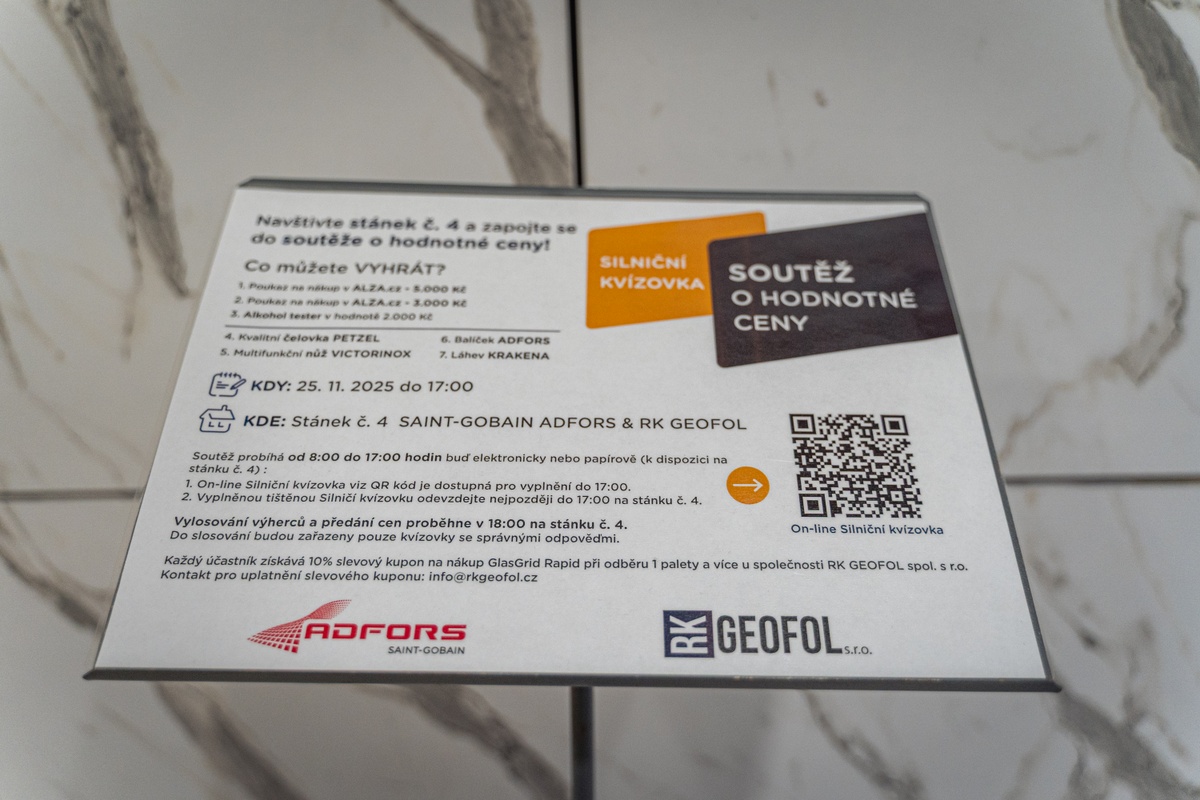 Navštivte stánek č. 4 a zapojte se
do soutěže o hodnotné ceny!
Co můžete VYHRÁT?
1. Poukaz na nákup v ALZA.cz - 5.000 Kč
2. Poukaz na nákup v ALZA.cz - 3.000 Kč
3. Alkohol tester v hodnotě 2.000 Kč
4. Kvalitní čelovka PETZEL
5. Multifunkční nůž VICTORINOX
6. Balíček ADFORS
7. Láhev KRAKENA
SILNIČNÍ
KVÍZOVKA
SOUTĚŽ
O HODNOTNÉ
CENY
KDY: 25. 11. 2025 do 17:00
KDE: Stánek č. 4 SAINT-GOBAIN ADFORS & RK GEOFOL
Soutěž probíhá od 8:00 do 17:00 hodin buď elektronicky nebo papírově (k dispozici na
stánku č. 4) :
1. On-line Silniční kvízovka viz QR kód je dostupná pro vyplnění do 17:00.
2. Vyplněnou tištěnou Silničí kvízovku odevzdejte nejpozději do 17:00 na stánku č. 4.
On-line Silniční kvízovka
Vylosování výherců a předání cen proběhne v 18:00 na stánku č. 4.
Do slosování budou zařazeny pouze kvízovky se správnými odpověďmi.
Každý účastník získává 10% slevový kupon na nákup GlasGrid Rapid při odběru 1 palety a více u společnosti RK GEOFOL spol. s r.o.
Kontakt pro uplatnění slevového kuponu: info@rkgeofol.cz
ADFORS
SAINT-GOBAIN
RK GEOFOL s.r.o.